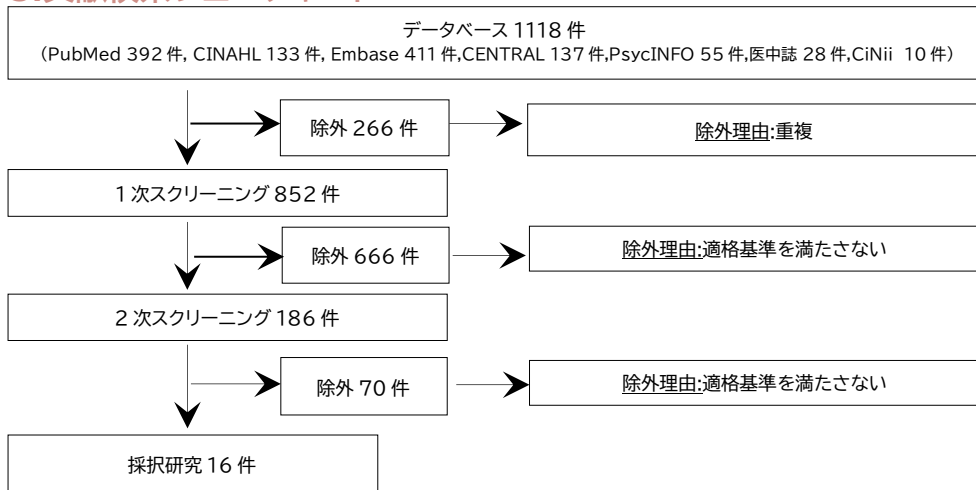 データベース 1118 件
(PubMed 392 件, CINAHL 133 件, Embase 411 件,CENTRAL 137 件,PsycINFO 55 件,医中誌 28 件,CiNii 10 件)
除外 266 件
除外理由:重複
1 次スクリーニング 852 件
除外 666 件
除外理由:適格基準を満たさない
2 次スクリーニング 186 件
除外 70 件
除外理由:適格基準を満たさない
採択研究 16 件